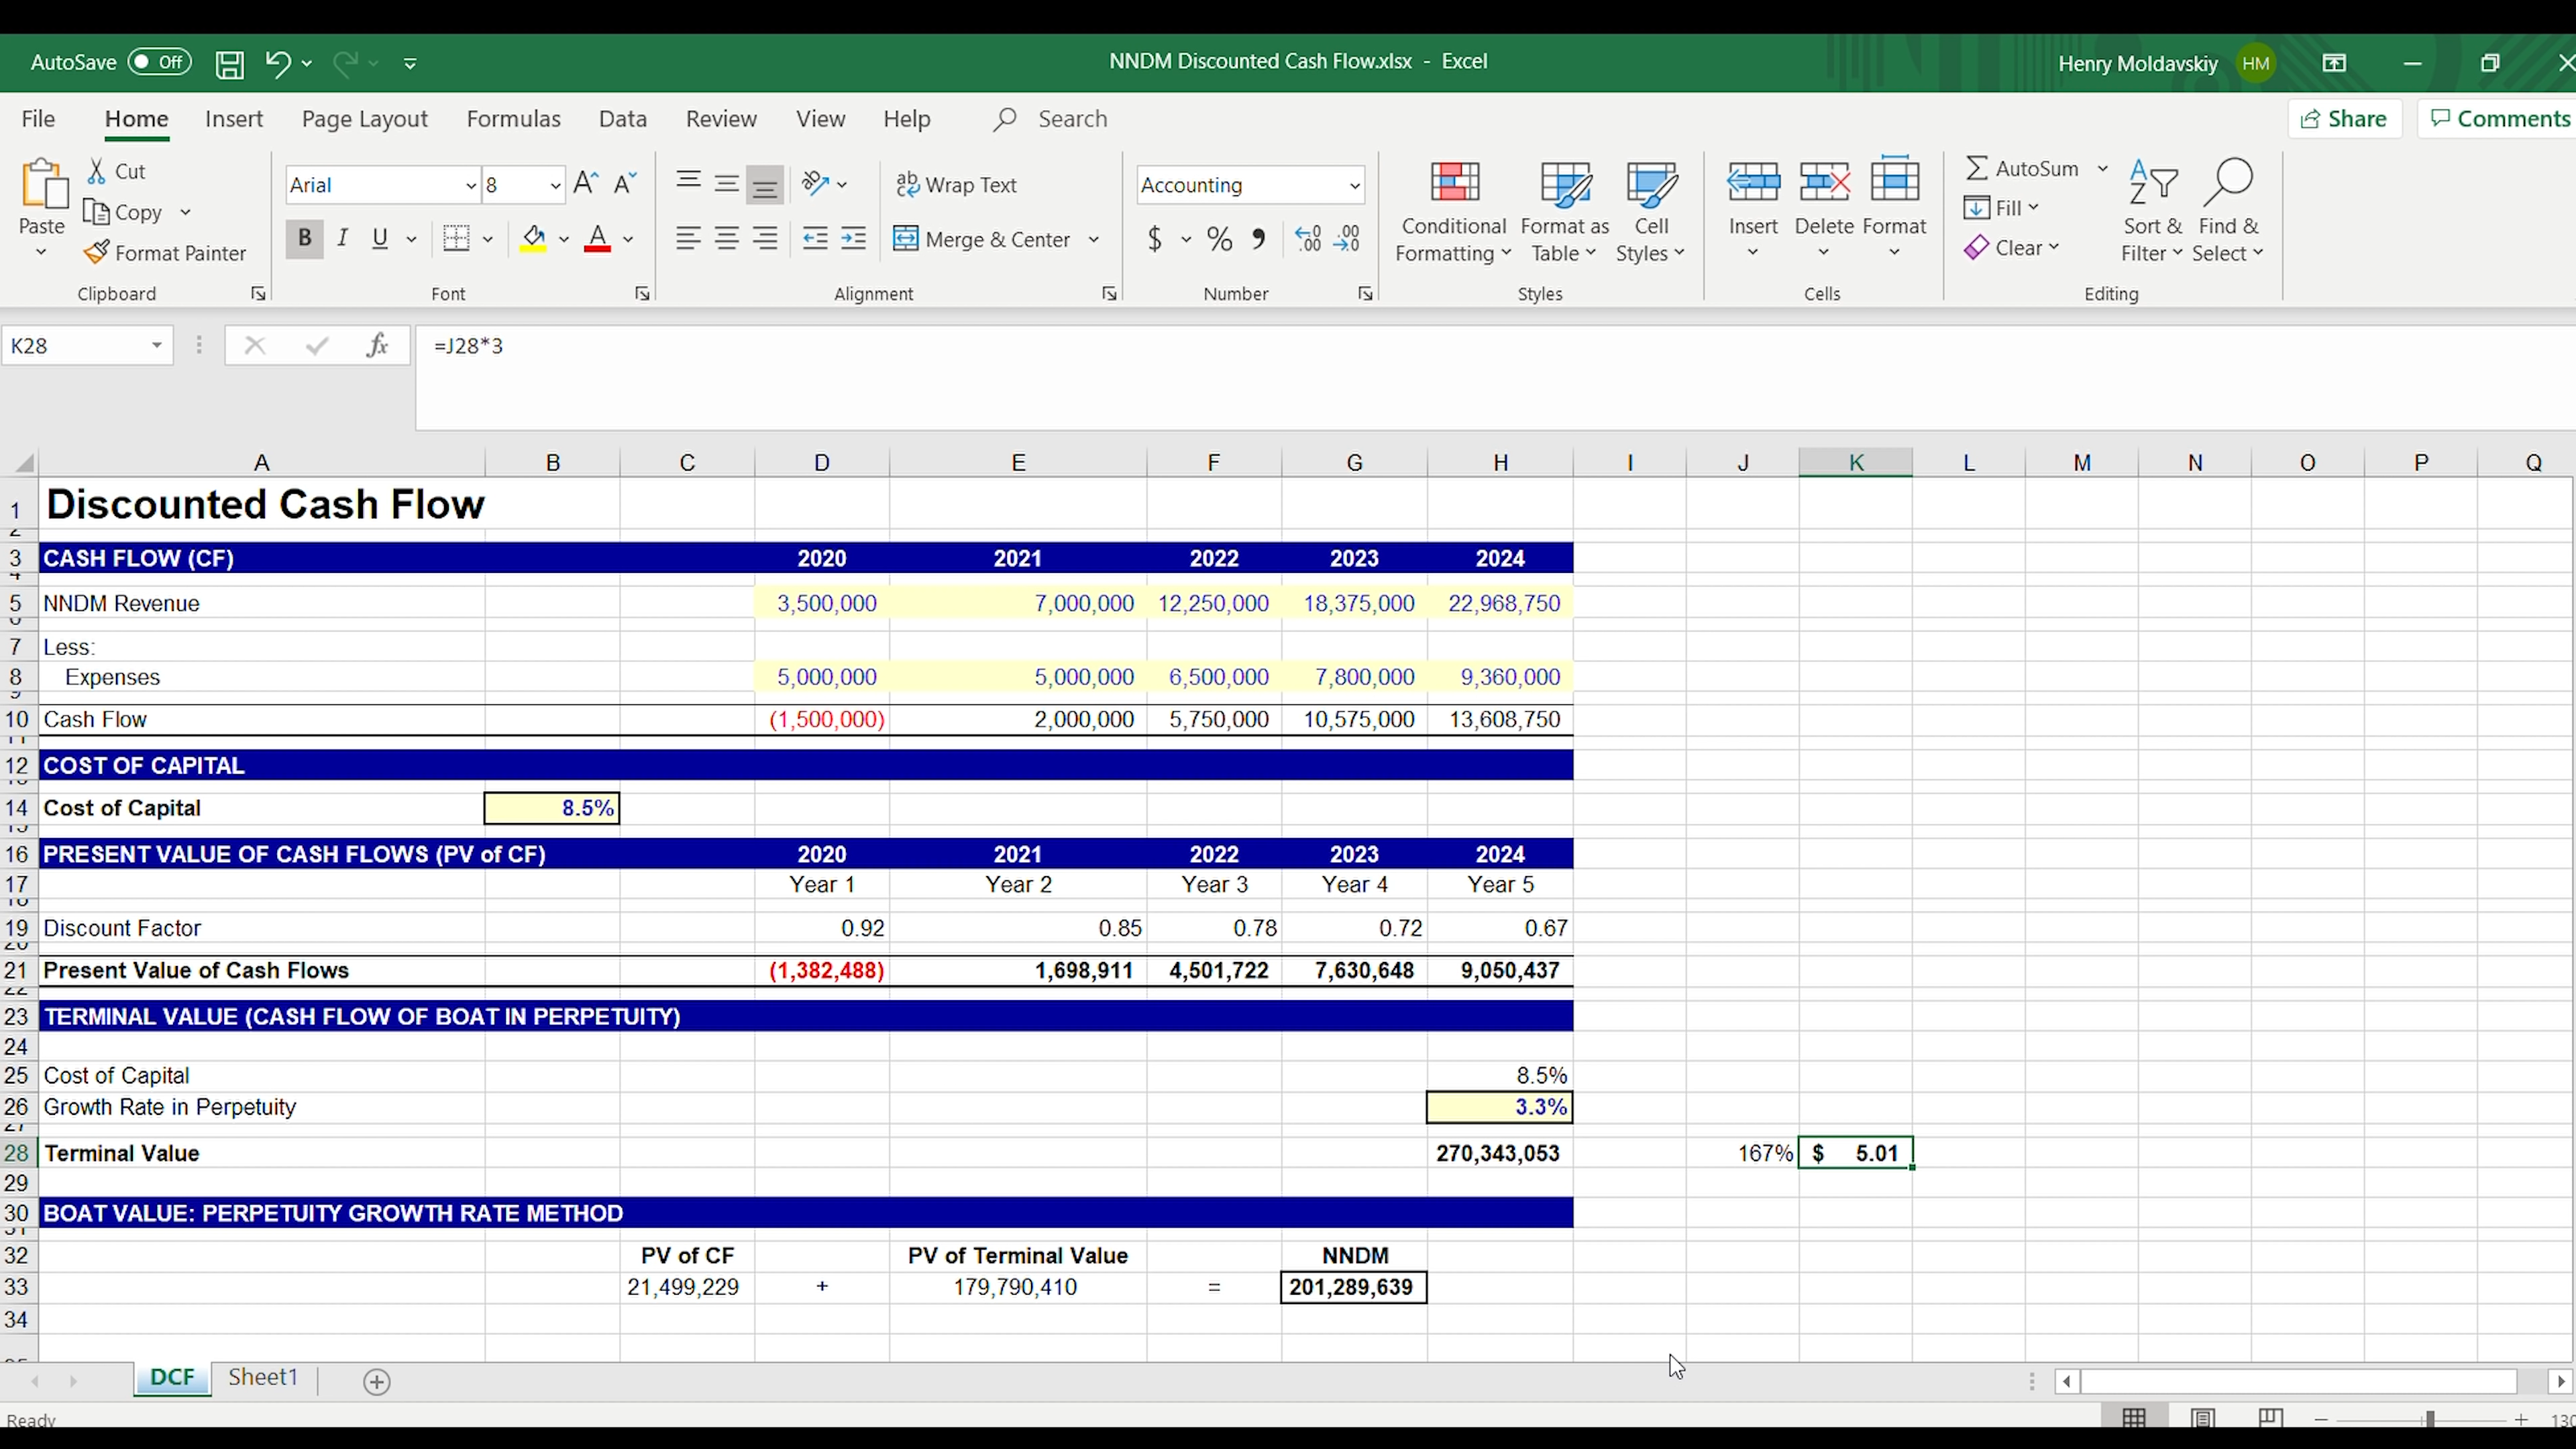 AutoSave Off NNDM Discounted Cash Flow.xlsx - Excel Henry Moldavskiy HM
File Home Insert Page Layout Formulas Data Review View Help Search Share Comments
Paste Cut Copy Format Painter
Clipboard
Arial 8
B I U A
Font
ab Wrap Text
Merge & Center
Alignment
Accounting
$ % 9 .00 .00
Number
Conditional Formatting Format as Table Cell Styles
Styles
Insert Delete Format
Cells
AutoSum Fill Clear Sort & Filter Find & Select
Editing
K28 fx =J28*3
A B C D E F G H I J K L M N O P Q
1 Discounted Cash Flow
3 CASH FLOW (CF) 2020 2021 2022 2023 2024
5 NNDM Revenue 3,500,000 7,000,000 12,250,000 18,375,000 22,968,750
7 Less:
8 Expenses 5,000,000 5,000,000 6,500,000 7,800,000 9,360,000
10 Cash Flow (1,500,000) 2,000,000 5,750,000 10,575,000 13,608,750
12 COST OF CAPITAL
14 Cost of Capital 8.5%
16 PRESENT VALUE OF CASH FLOWS (PV of CF) 2020 2021 2022 2023 2024
17 Year 1 Year 2 Year 3 Year 4 Year 5
19 Discount Factor 0.92 0.85 0.78 0.72 0.67
21 Present Value of Cash Flows (1,382,488) 1,698,911 4,501,722 7,630,648 9,050,437
23 TERMINAL VALUE (CASH FLOW OF BOAT IN PERPETUITY)
24
25 Cost of Capital 8.5%
26 Growth Rate in Perpetuity 3.3%
28 Terminal Value 270,343,053 167% $ 5.01
29
30 BOAT VALUE: PERPETUITY GROWTH RATE METHOD
32 PV of CF PV of Terminal Value NNDM
33 21,499,229 + 179,790,410 = 201,289,639
34
DCF Sheet1
Ready